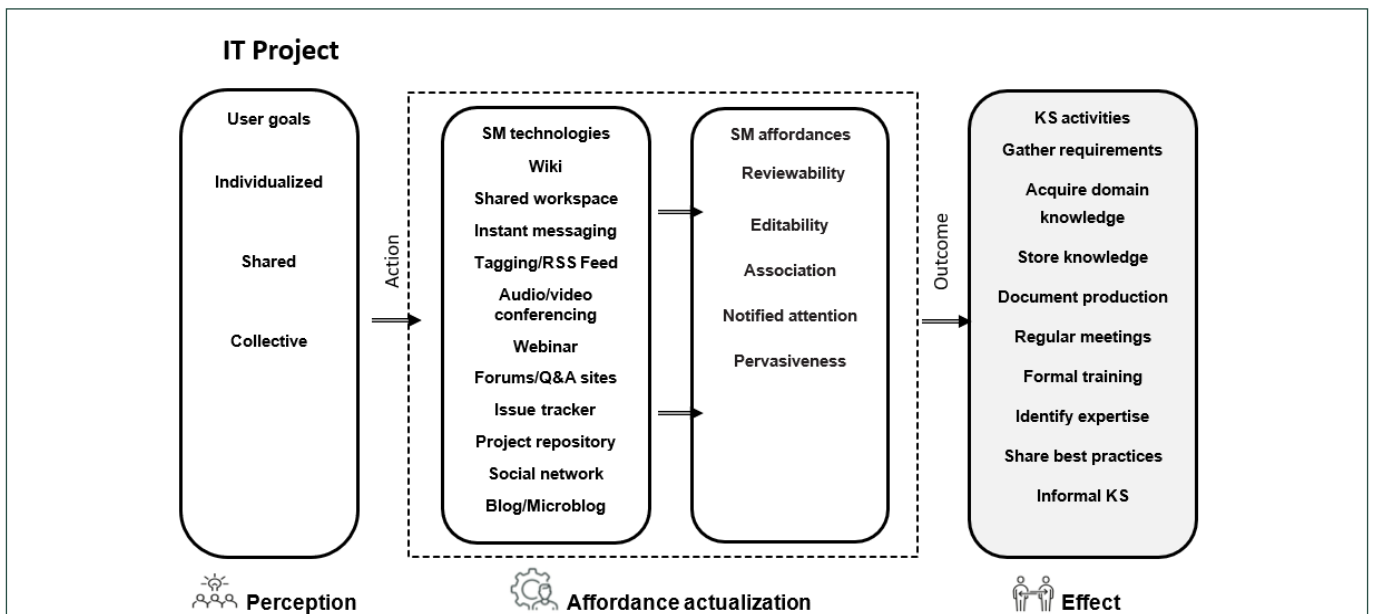 IT Project
User goals
Individualized
Shared
Collective
Action
SM technologies
Wiki
Shared workspace
Instant messaging
Tagging/RSS Feed
Audio/video
conferencing
Webinar
Forums/Q&A sites
Issue tracker
Project repository
Social network
Blog/Microblog
SM affordances
Reviewability
Editability
Association
Notified attention
Pervasiveness
Outcome
KS activities
Gather requirements
Acquire domain
knowledge
Store knowledge
Document production
Regular meetings
Formal training
Identify expertise
Share best practices
Informal KS
Perception
Affordance actualization
Effect